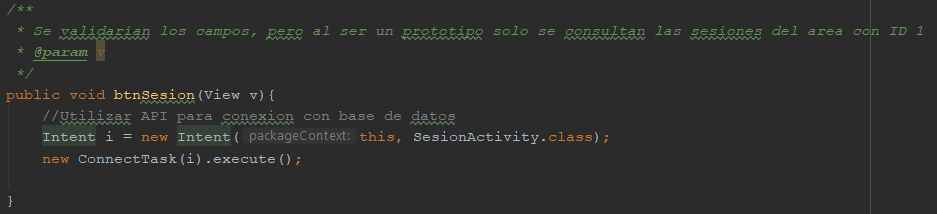 /**
 * Se validarian los campos, pero al ser un prototipo solo se consultan las sesiones del area con ID 1
 * @param v
 */
public void btnSesion(View v){
    //Utilizar API para conexion con base de datos
    Intent i = new Intent( packageContext: this, SesionActivity.class);
    new ConnectTask(i).execute();
}